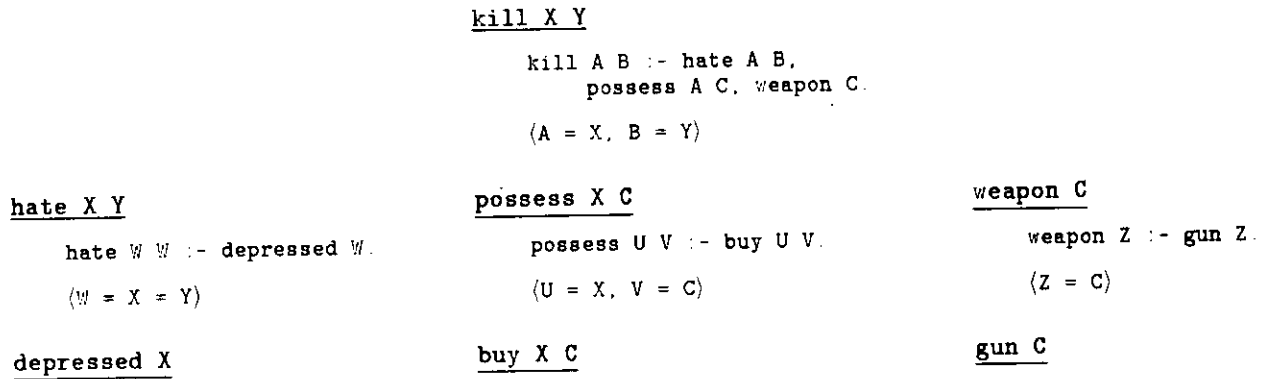 kill X Y
kill A B :- hate A B,
possess A C, weapon C.
⟨A = X, B = Y⟩
hate X Y
hate W W :- depressed W.
⟨W = X = Y⟩
depressed X
possess X C
possess U V :- buy U V.
⟨U = X, V = C⟩
buy X C
weapon C
weapon Z :- gun Z.
⟨Z = C⟩
gun C